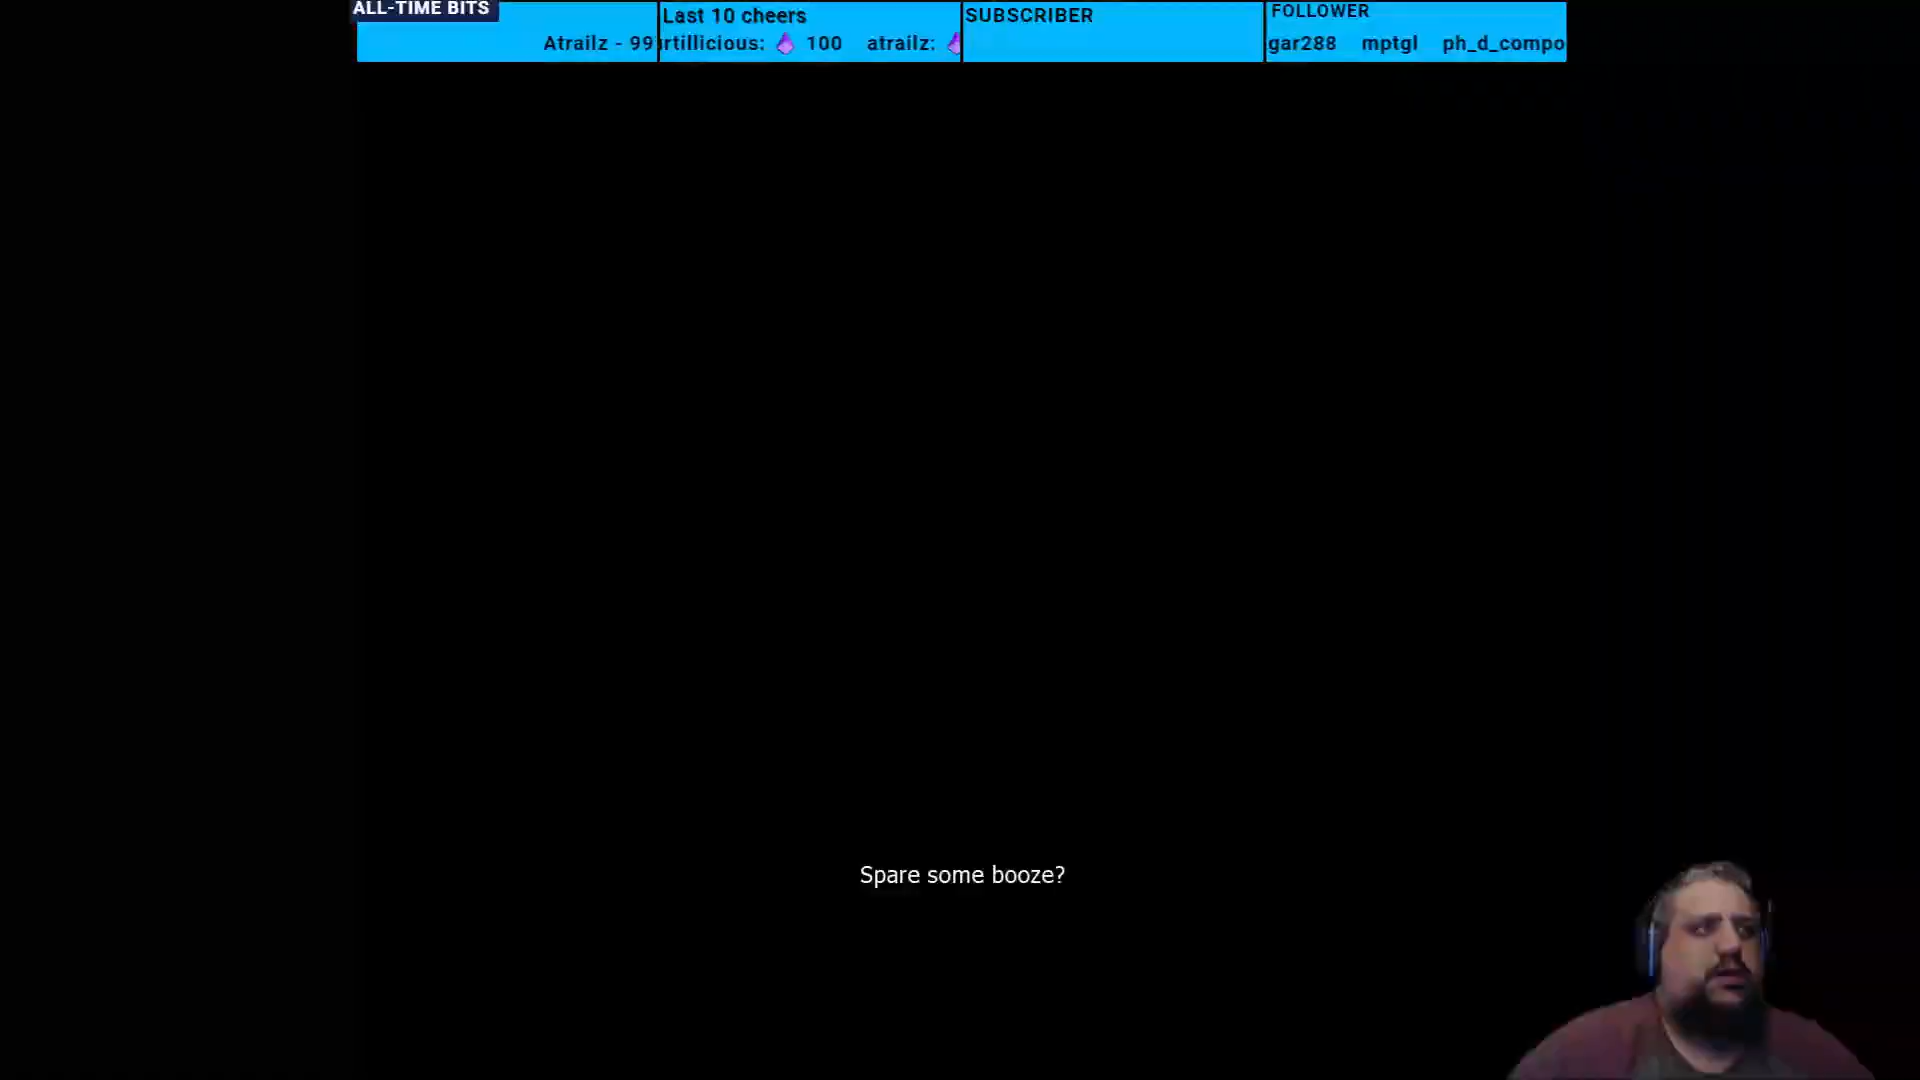 ALL-TIME BITS
Atrailz - 99
Last 10 cheers
rtillicious: 100 atrailz:
SUBSCRIBER
FOLLOWER
gar288 mptgl ph_d_compo
Spare some booze?